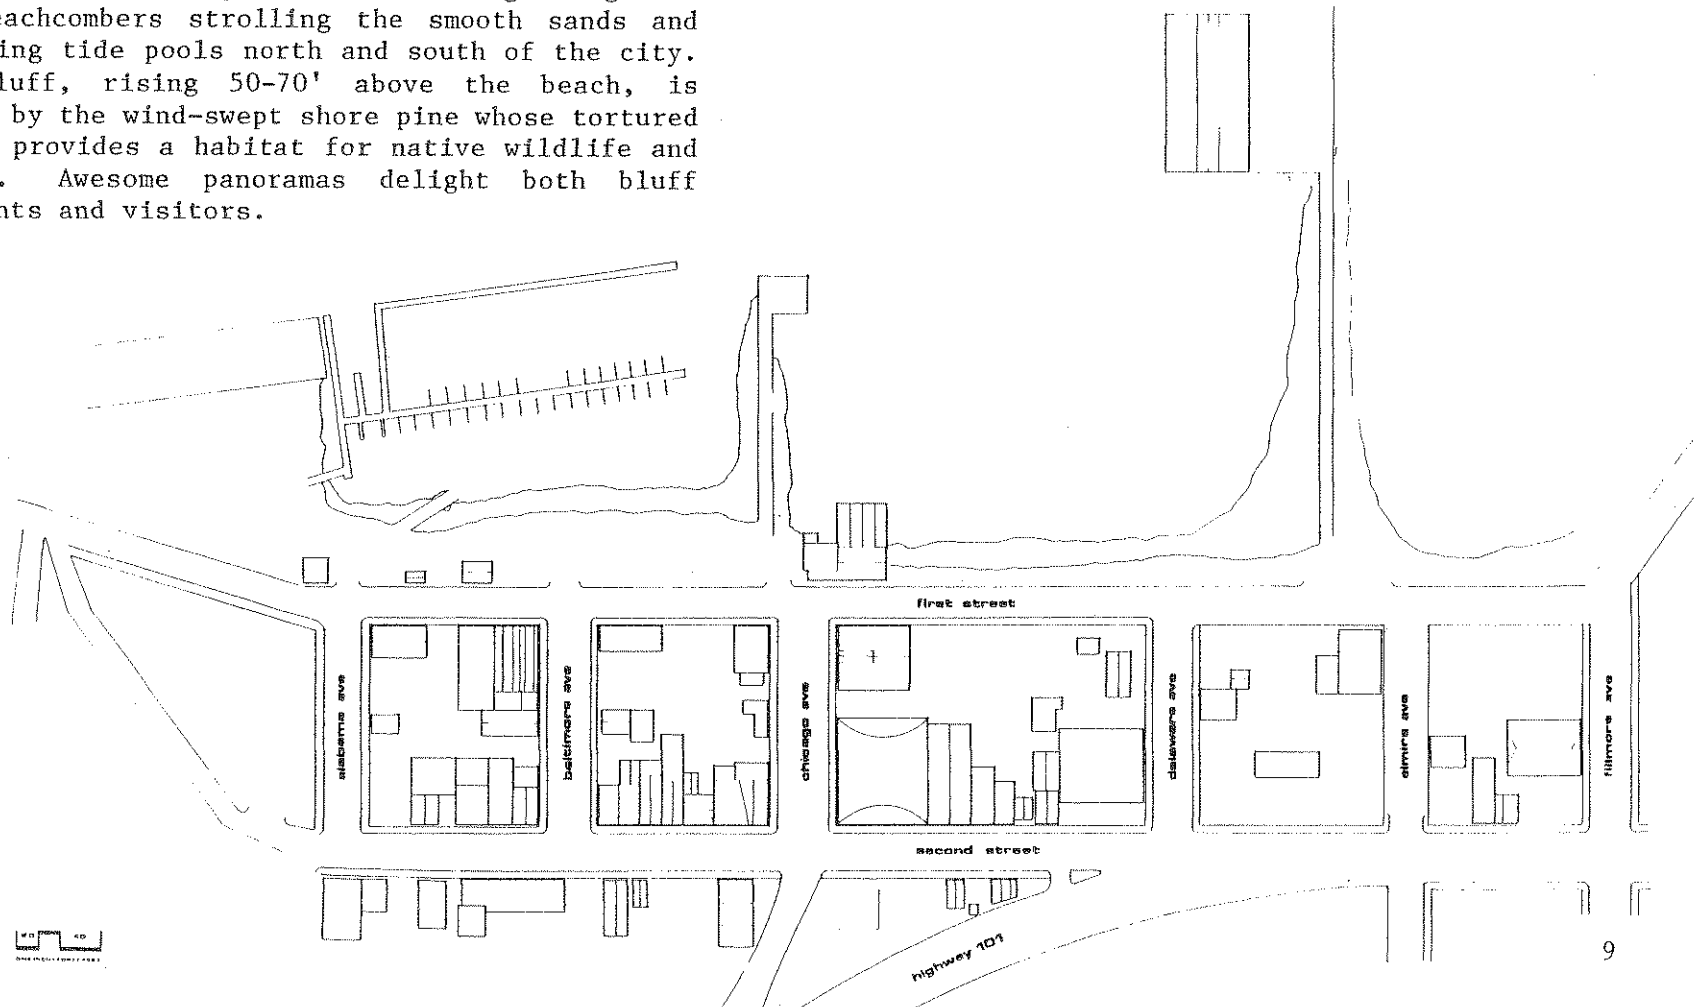 eachcombers strolling the smooth sands and
ing tide pools north and south of the city.
luff, rising 50-70' above the beach, is
by the wind-swept shore pine whose tortured
provides a habitat for native wildlife and
. Awesome panoramas delight both bluff
nts and visitors.
first street
alabama ave
baltimore ave
chicago ave
delaware ave
elmira ave
fillmore ave
second street
highway 101
9